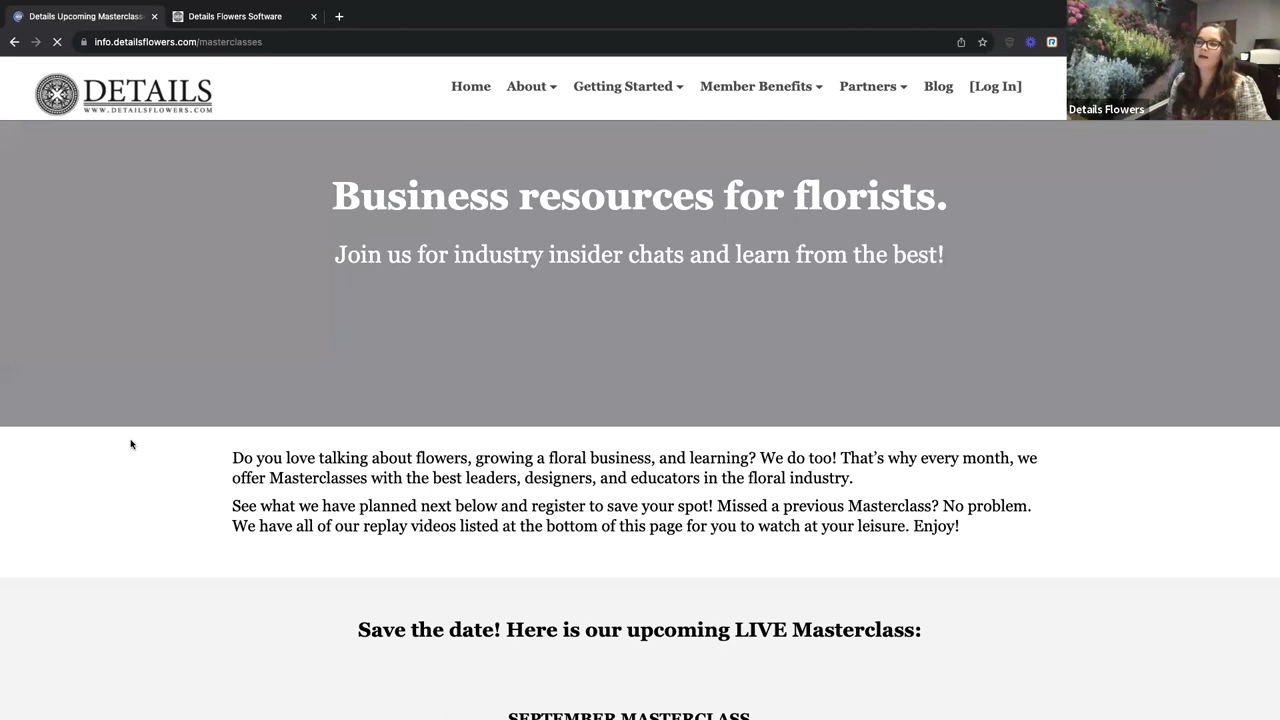 Details Upcoming Masterclass
Details Flowers Software
info.detailsflowers.com/masterclasses
DETAILS
WWW.DETAILSFLOWERS.COM
Home About Getting Started Member Benefits Partners Blog [Log In]
Details Flowers
Business resources for florists.
Join us for industry insider chats and learn from the best!
Do you love talking about flowers, growing a floral business, and learning? We do too! That's why every month, we
offer Masterclasses with the best leaders, designers, and educators in the floral industry.
See what we have planned next below and register to save your spot! Missed a previous Masterclass? No problem.
We have all of our replay videos listed at the bottom of this page for you to watch at your leisure. Enjoy!
Save the date! Here is our upcoming LIVE Masterclass:
SEPTEMBER MASTERCLASS